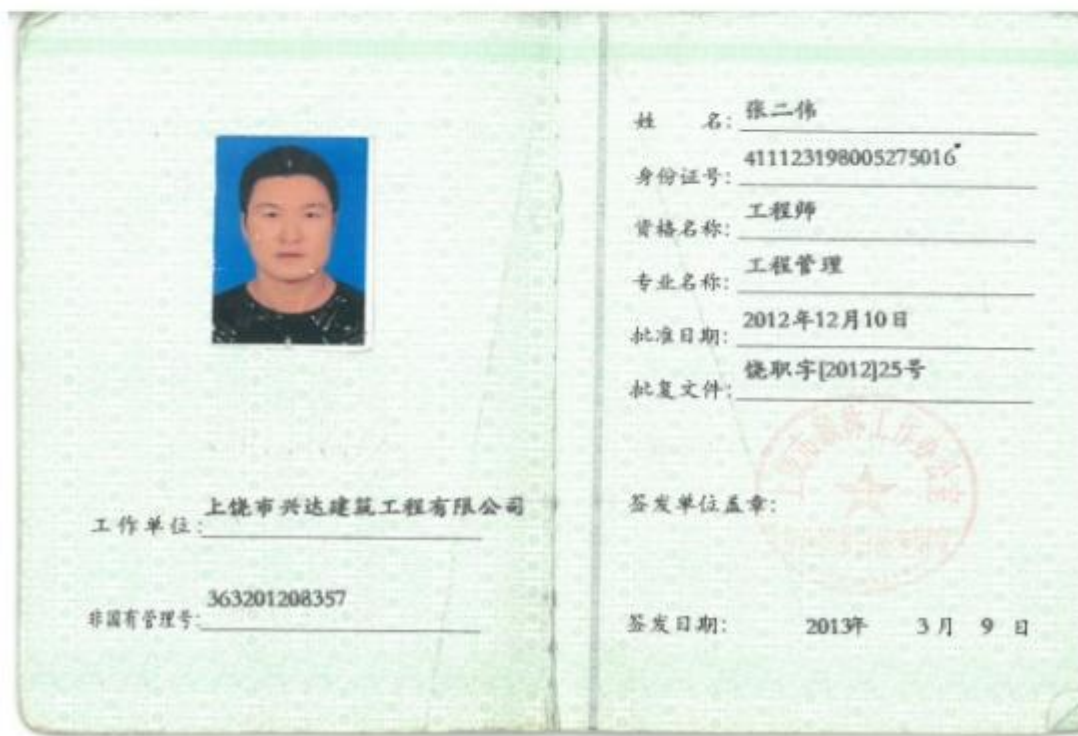 工作单位:上饶市兴达建筑工程有限公司
非国有管理号:363201208357
姓 名:张二伟
身份证号:411123198005275016
资格名称:工程师
专业名称:工程管理
批准日期:2012年12月10日
批复文件:饶职字[2012]25号
签发单位盖章:
签发日期: 2013年 3月 9日